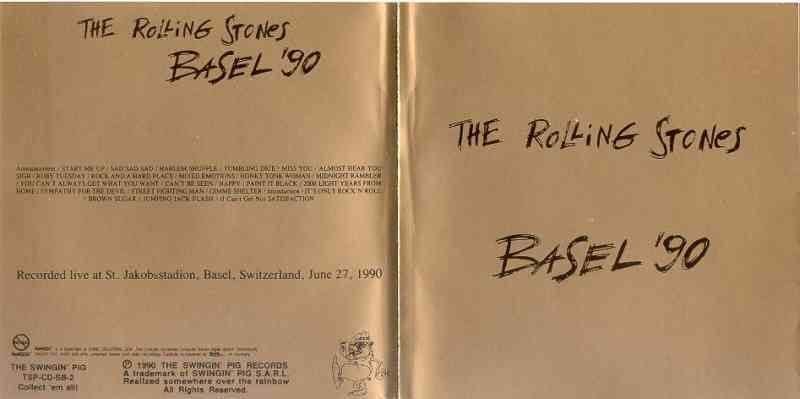 THE ROLLING STONES
BASEL '90
Announcement / START ME UP / SAD SAD SAD / HARLEM SHUFFLE / TUMBLING DICE / MISS YOU / ALMOST HEAR YOU
SIGH / RUBY TUESDAY / ROCK AND A HARD PLACE / MIXED EMOTIONS / HONKY TONK WOMAN / MIDNIGHT RAMBLER
/ YOU CAN'T ALWAYS GET WHAT YOU WANT / CAN'T BE SEEN / HAPPY / PAINT IT BLACK / 2000 LIGHT YEARS FROM
HOME / SYMPATHY FOR THE DEVIL / STREET FIGHTING MAN / GIMME SHELTER / Introduction / IT'S ONLY ROCK 'N ROLL
/ BROWN SUGAR / JUMPING JACK FLASH / (I Can't Get No) SATISFACTION
Recorded live at St. Jakobsstadion, Basel, Switzerland, June 27, 1990
THE SWINGIN' PIG
TSP-CD-SB-2
Collect 'em all!
℗ 1990 THE SWINGIN' PIG RECORDS
A trademark of SWINGIN' PIG S.A.R.L.
Realized somewhere over the rainbow
All Rights Reserved.
THE ROLLING STONES
BASEL '90